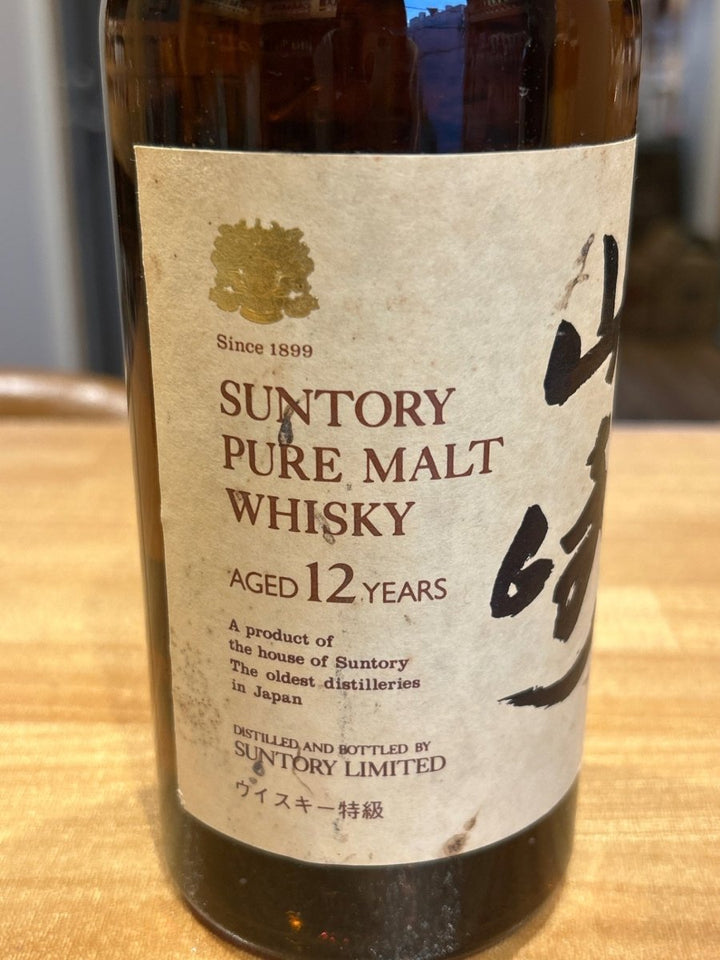 Since 1899
SUNTORY
PURE MALT
WHISKY
AGED 12 YEARS
A product of
the house of Suntory
The oldest distilleries
in Japan
DISTILLED AND BOTTLED BY
SUNTORY LIMITED
ウイスキー特級
山崎